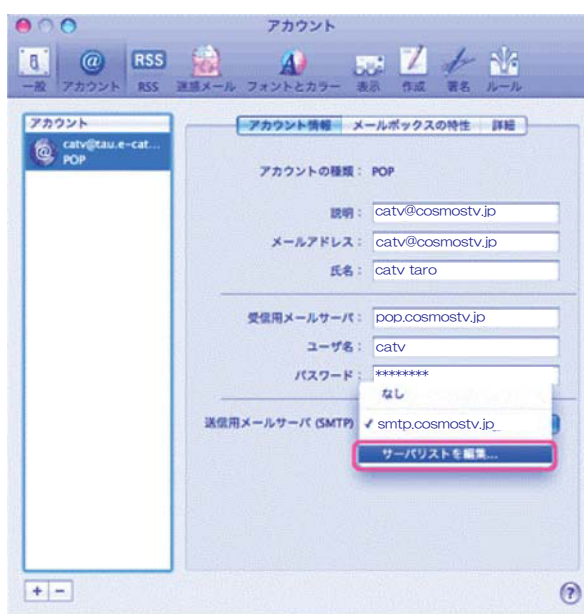 アカウント
RSS
一般 アカウント RSS 迷惑メール フォントとカラー 表示 作成 署名 ルール
アカウント
catv@tau.e-cat...
POP
アカウント情報 メールボックスの特性 詳細
アカウントの種類: POP
説明: catv@cosmostv.jp
メールアドレス: catv@cosmostv.jp
氏名: catv taro
受信用メールサーバ: pop.cosmostv.jp
ユーザ名: catv
パスワード: ********
なし
送信用メールサーバ (SMTP) ✓ smtp.cosmostv.jp_
サーバリストを編集...
+ −
?